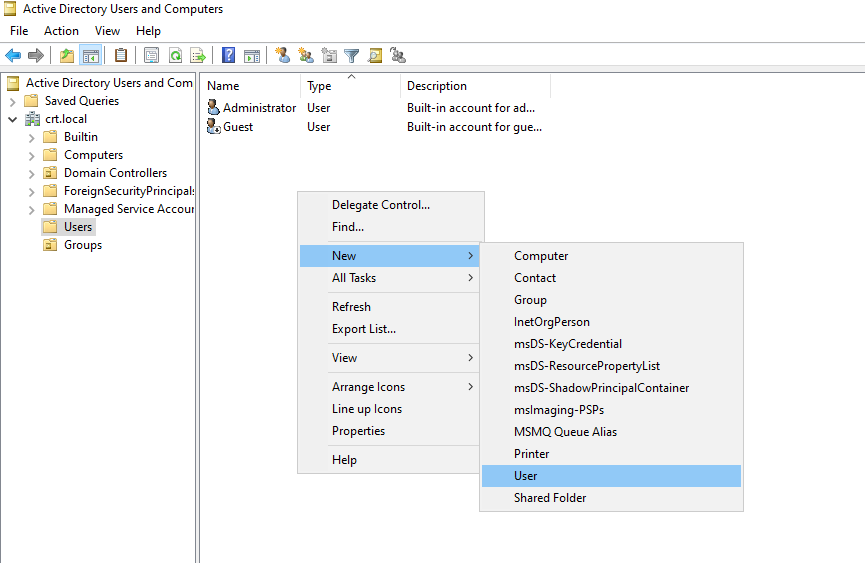 Active Directory Users and Computers
File Action View Help
Active Directory Users and Com
Saved Queries
crt.local
Builtin
Computers
Domain Controllers
ForeignSecurityPrincipals
Managed Service Accour
Users
Groups
Name Type Description
Administrator User Built-in account for ad...
Guest User Built-in account for gue...
Delegate Control...
Find...
New
All Tasks
Refresh
Export List...
View
Arrange Icons
Line up Icons
Properties
Help
Computer
Contact
Group
InetOrgPerson
msDS-KeyCredential
msDS-ResourcePropertyList
msDS-ShadowPrincipalContainer
msImaging-PSPs
MSMQ Queue Alias
Printer
User
Shared Folder